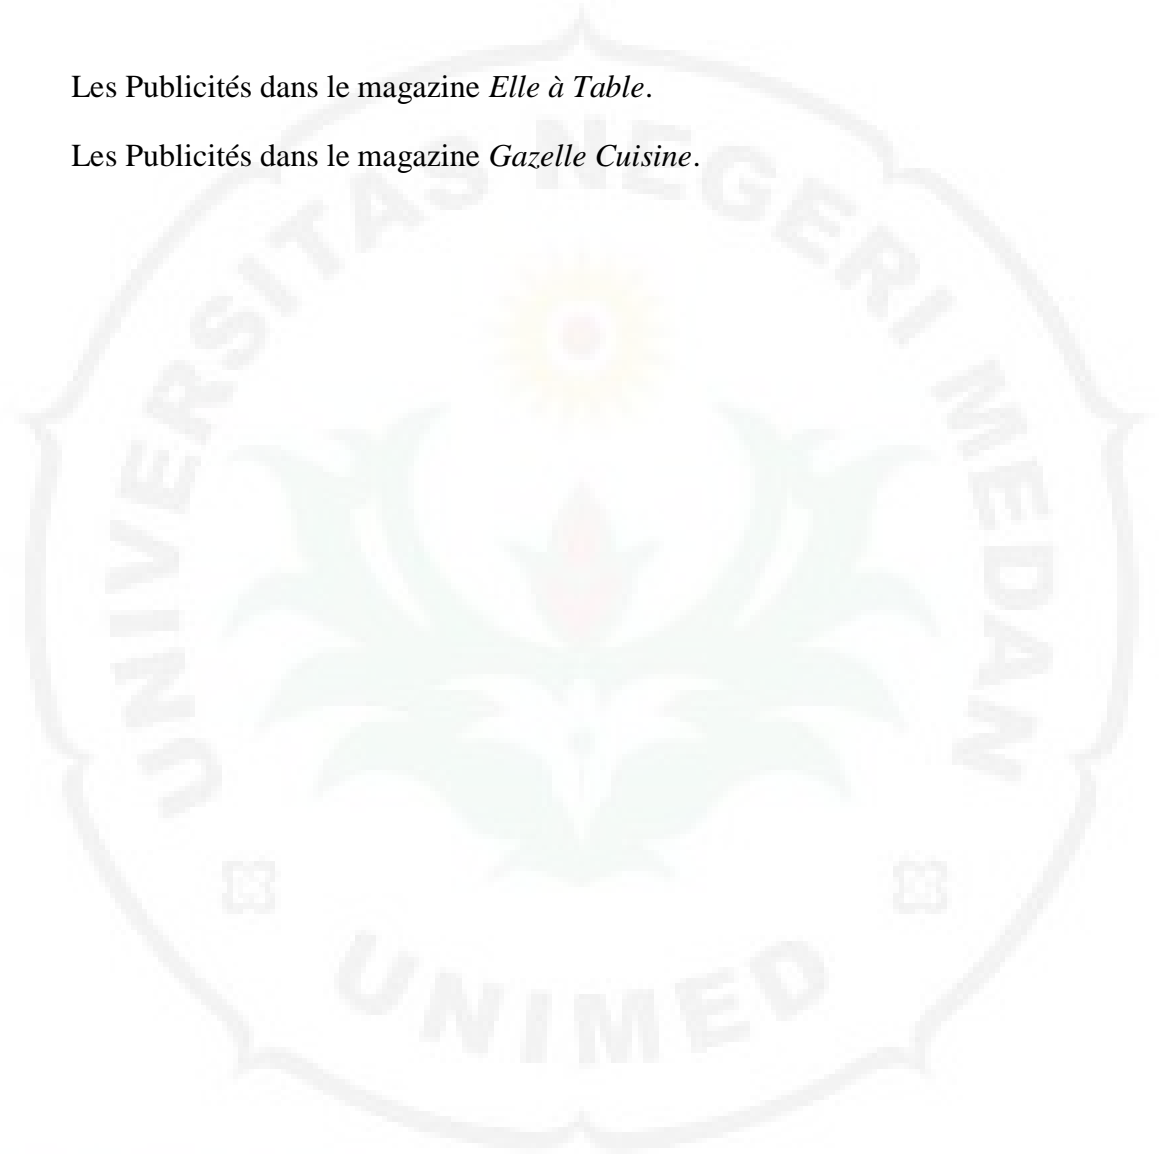 Les Publicités dans le magazine Elle à Table.
Les Publicités dans le magazine Gazelle Cuisine.
UNIVERSITAS NEGERI MEDAN
UNIMED